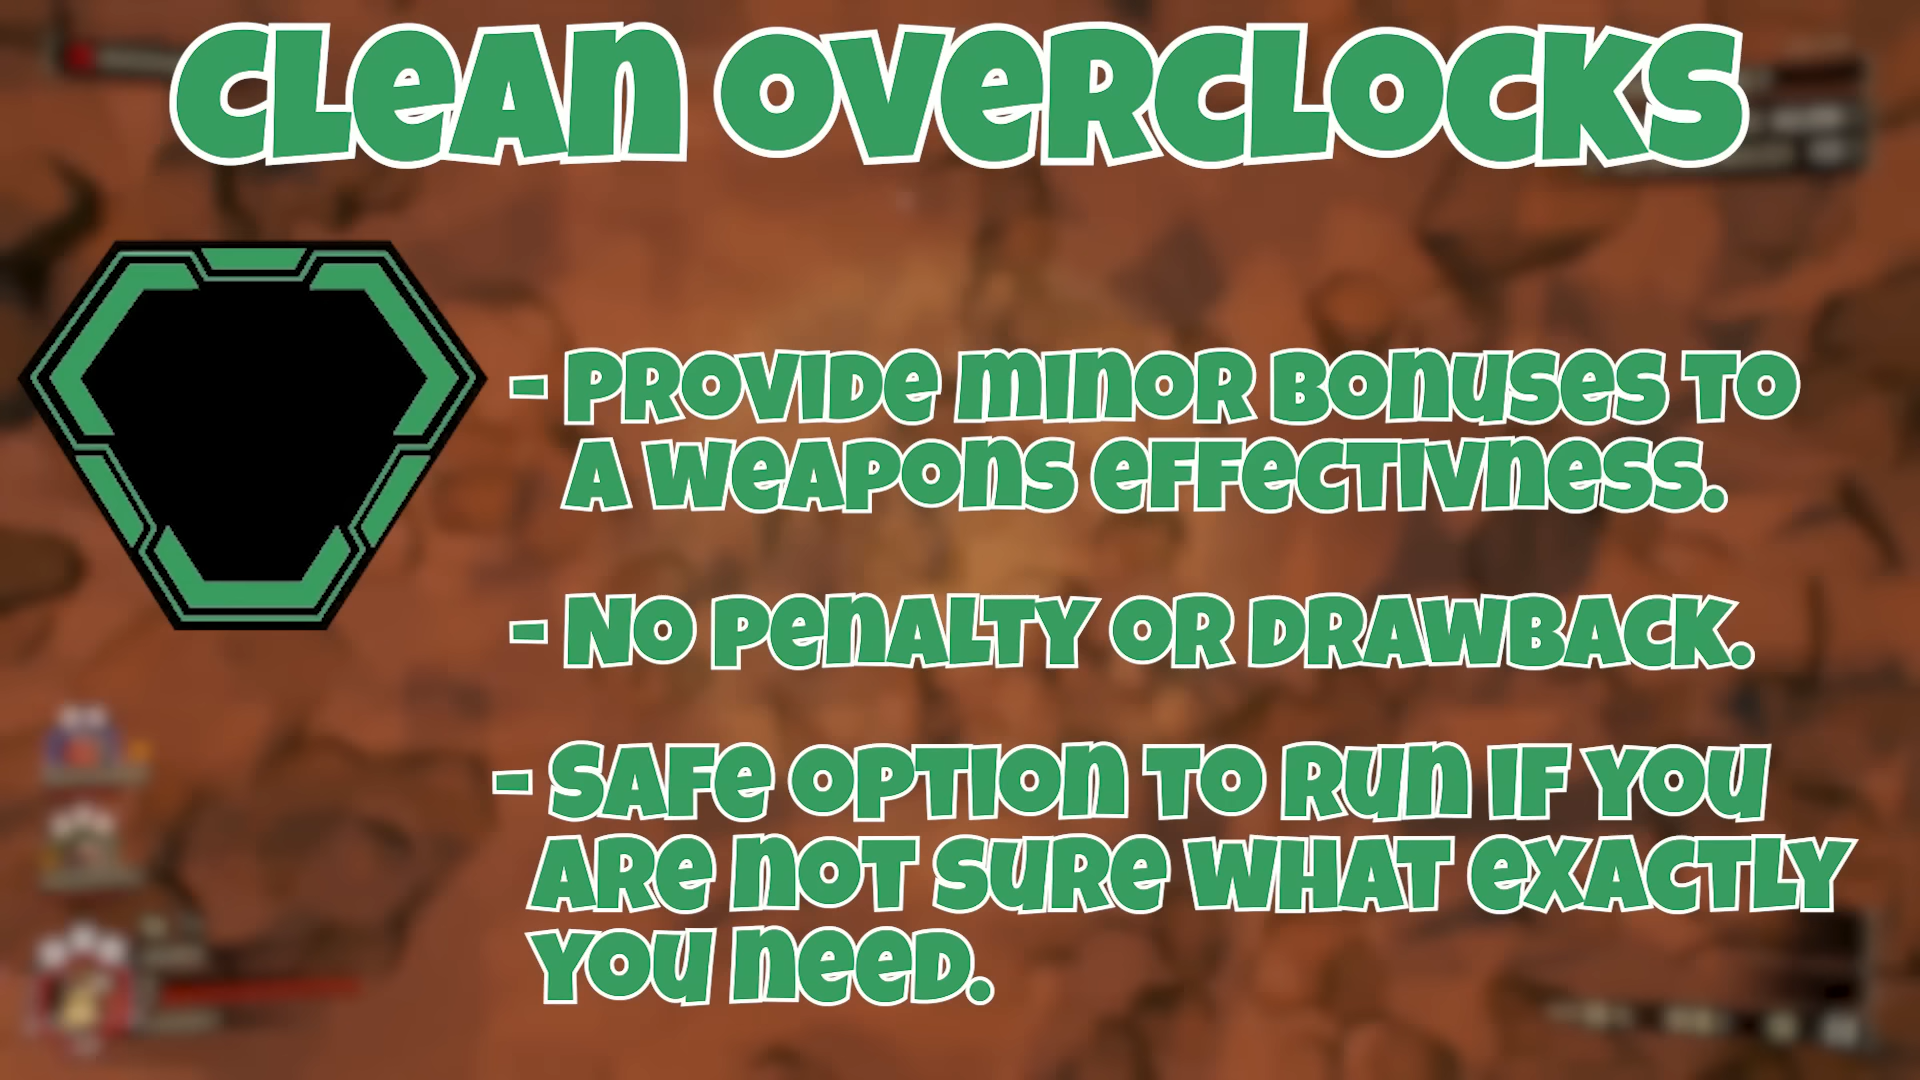 CLEAN OVERCLOCKS
- PROVIDE MINOR BONUSES TO
A WEAPONS EFFECTIVNESS.
- NO PENALTY OR DRAWBACK.
- SAFE OPTION TO RUN IF YOU
ARE NOT SURE WHAT EXACTLY
YOU NEED.